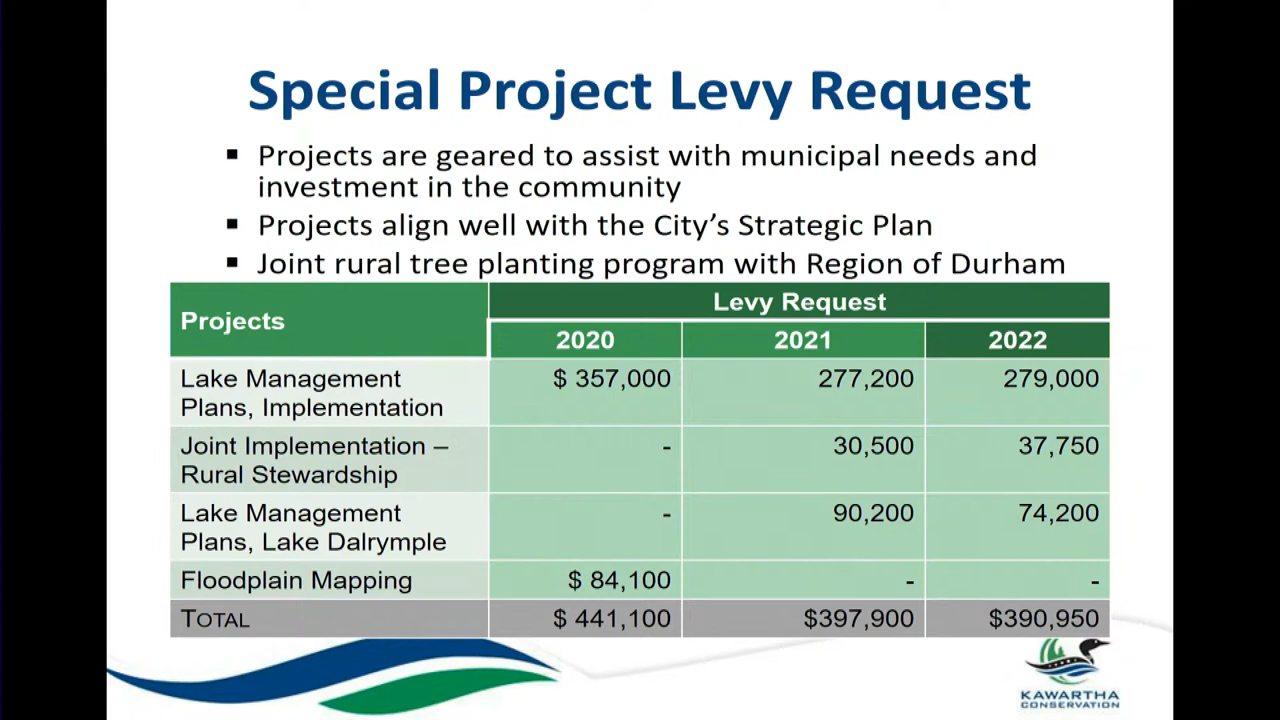 Special Project Levy Request
▪ Projects are geared to assist with municipal needs and
investment in the community
▪ Projects align well with the City’s Strategic Plan
▪ Joint rural tree planting program with Region of Durham
Projects
Levy Request
2020 2021 2022
Lake Management
Plans, Implementation
$ 357,000 277,200 279,000
Joint Implementation –
Rural Stewardship
- 30,500 37,750
Lake Management
Plans, Lake Dalrymple
- 90,200 74,200
Floodplain Mapping $ 84,100 - -
TOTAL $ 441,100 $397,900 $390,950
KAWARTHA
CONSERVATION